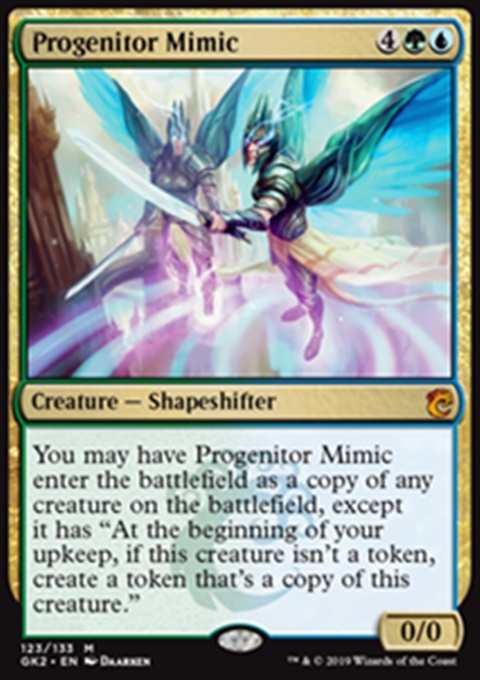 Progenitor Mimic 4
Creature — Shapeshifter
You may have Progenitor Mimic
enter the battlefield as a copy of any
creature on the battlefield, except
it has “At the beginning of your
upkeep, if this creature isn’t a token,
create a token that’s a copy of this
creature.”
0/0
123/133 M
GK2 • EN Daarken
™ & © 2019 Wizards of the Coast